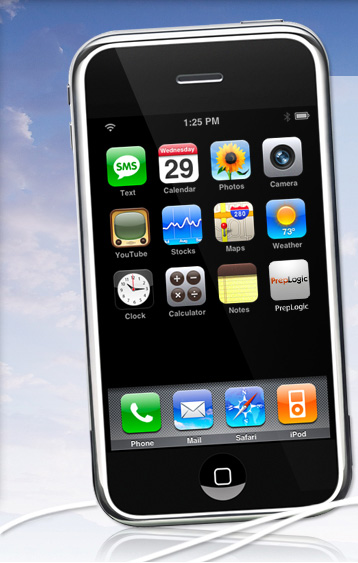 1:25 PM
SMS
Wednesday
29
280
73°
PrepLogic
Text
Calendar
Photos
Camera
YouTube
Stocks
Maps
Weather
Clock
Calculator
Notes
PrepLogic
Phone
Mail
Safari
iPod